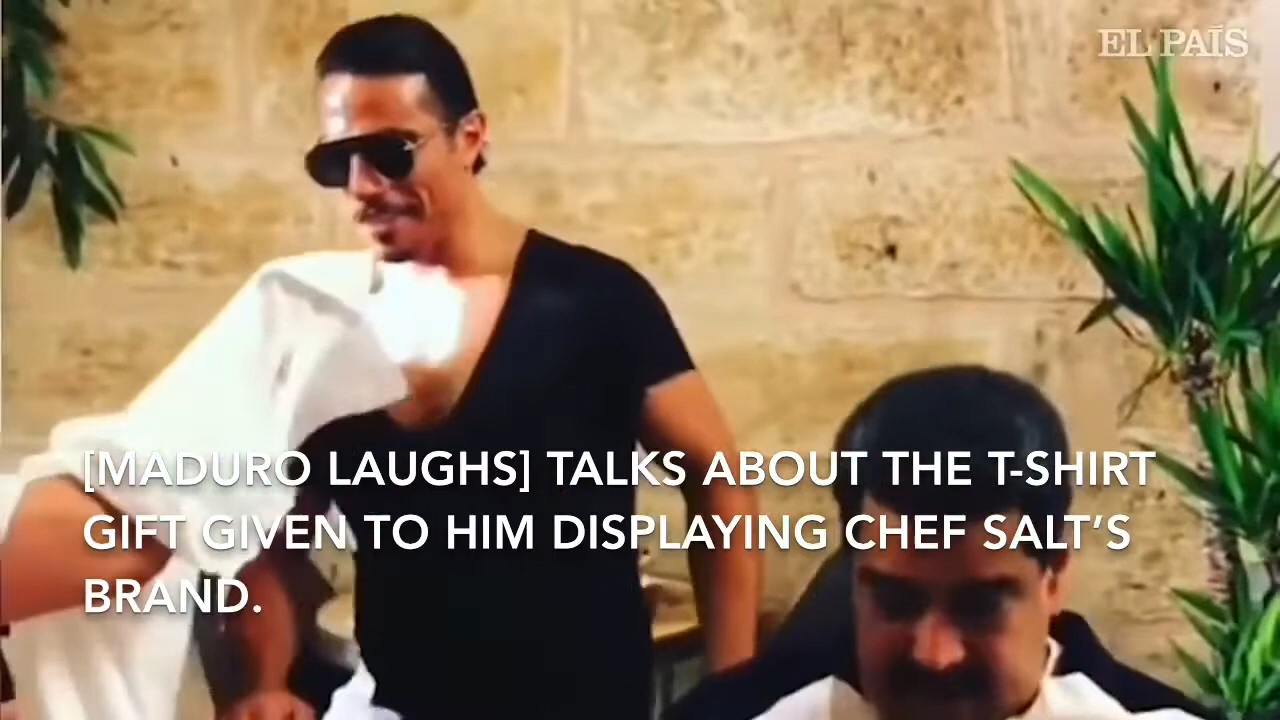 EL PAÍS
[MADURO LAUGHS] TALKS ABOUT THE T-SHIRT
GIFT GIVEN TO HIM DISPLAYING CHEF SALT’S
BRAND.